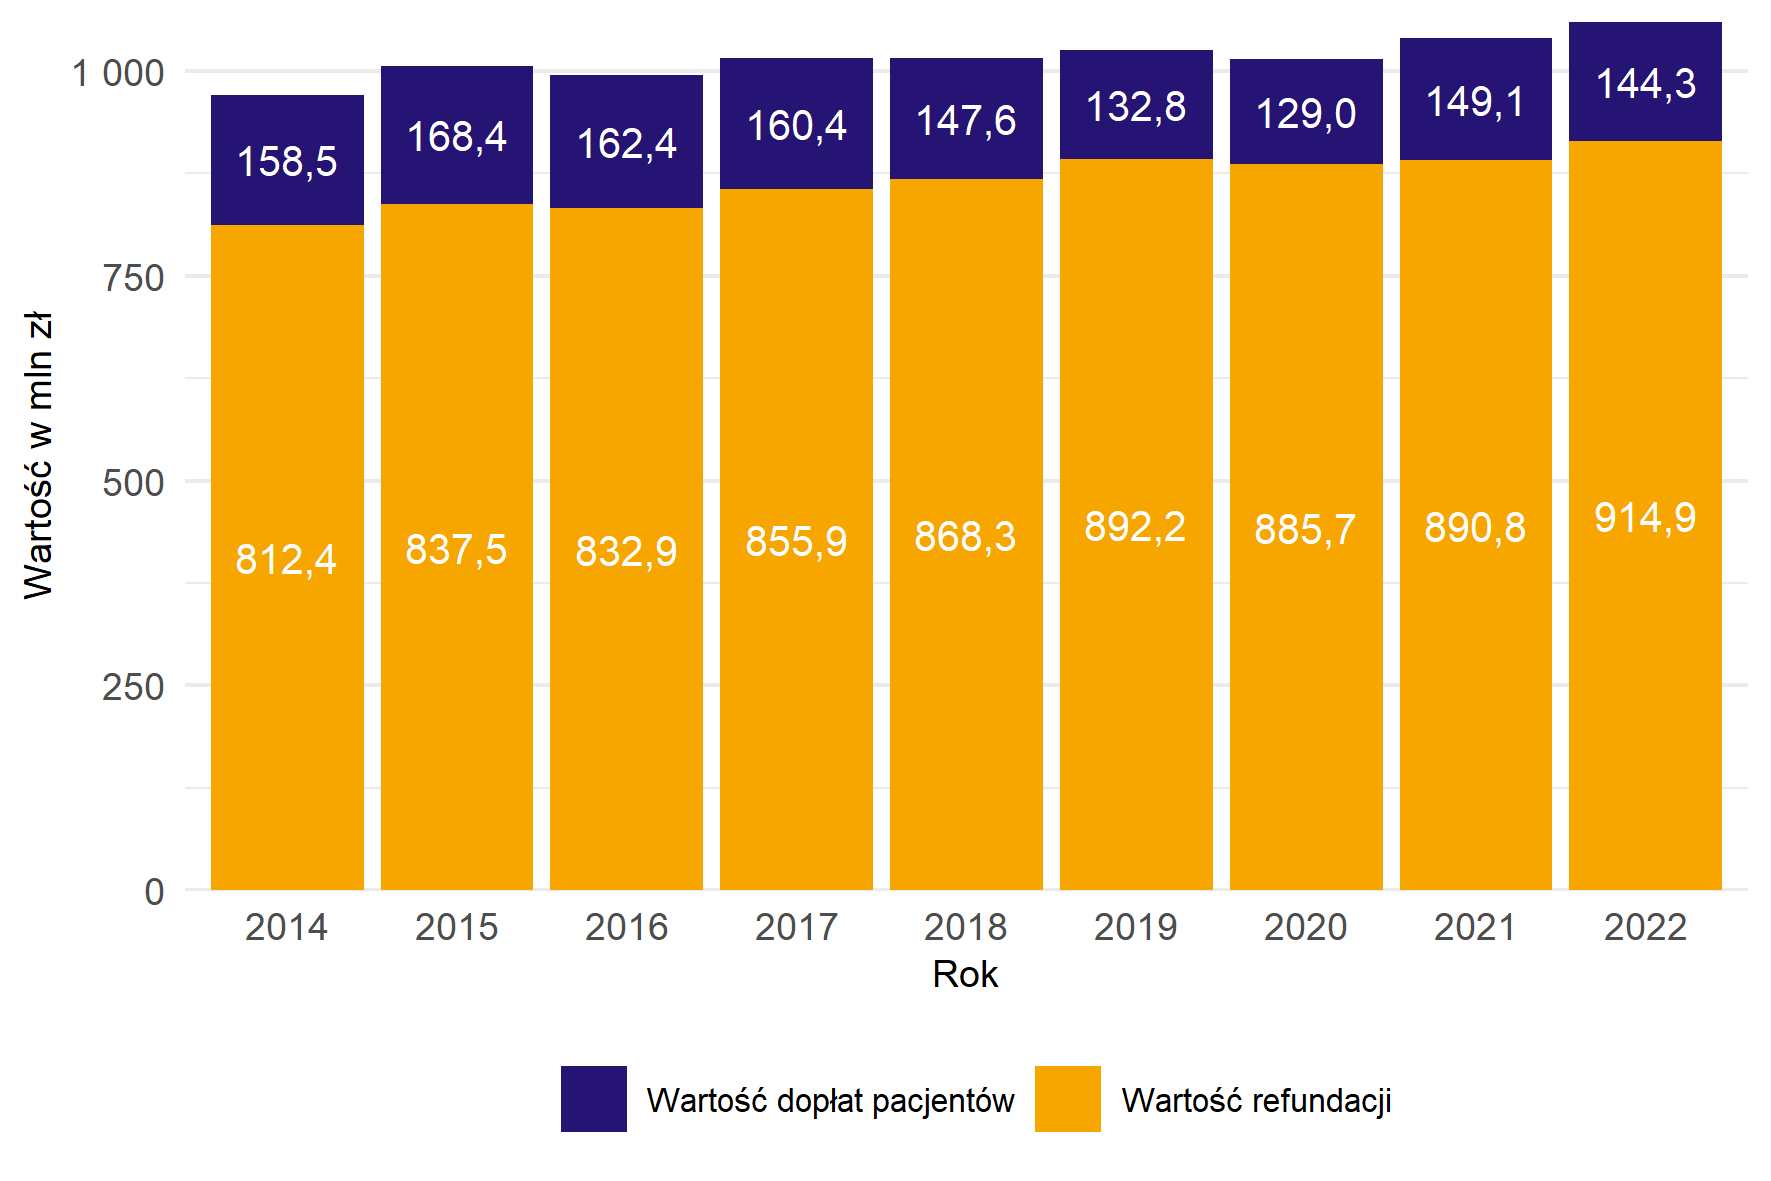 Wartość w mln zł
1 000
750
500
250
0
158,5 168,4 162,4 160,4 147,6 132,8 129,0 149,1 144,3
812,4 837,5 832,9 855,9 868,3 892,2 885,7 890,8 914,9
2014 2015 2016 2017 2018 2019 2020 2021 2022
Rok
Wartość dopłat pacjentów Wartość refundacji